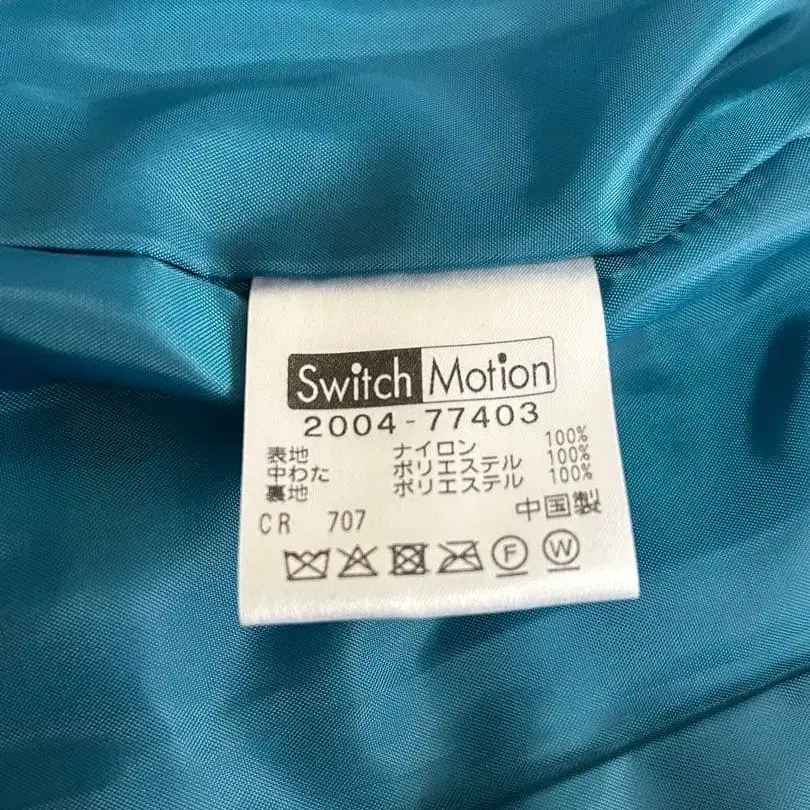 Switch Motion
2004-77403
表地 ナイロン 100%
中わた ポリエステル 100%
裏地 ポリエステル 100%
CR 707 中国製
F W